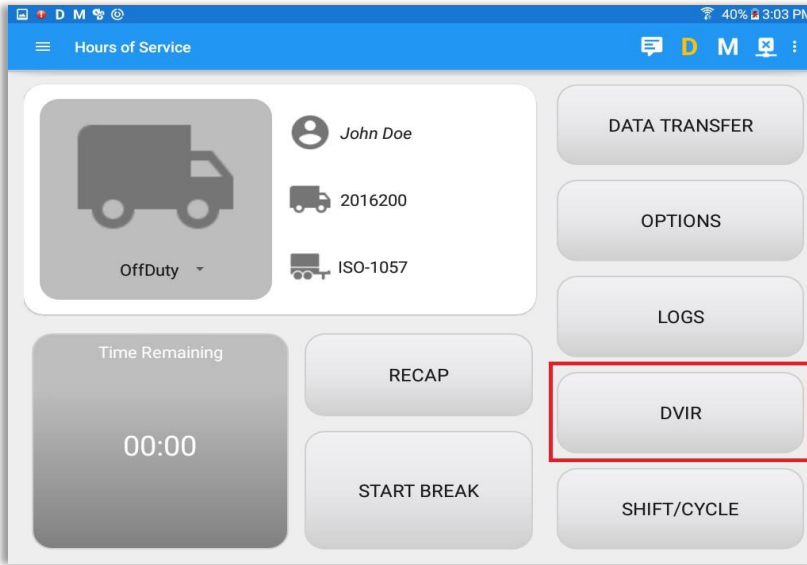 D M
40% 3:03 PM
Hours of Service
D M
John Doe
2016200
OffDuty
ISO-1057
Time Remaining
00:00
RECAP
START BREAK
DATA TRANSFER
OPTIONS
LOGS
DVIR
SHIFT/CYCLE